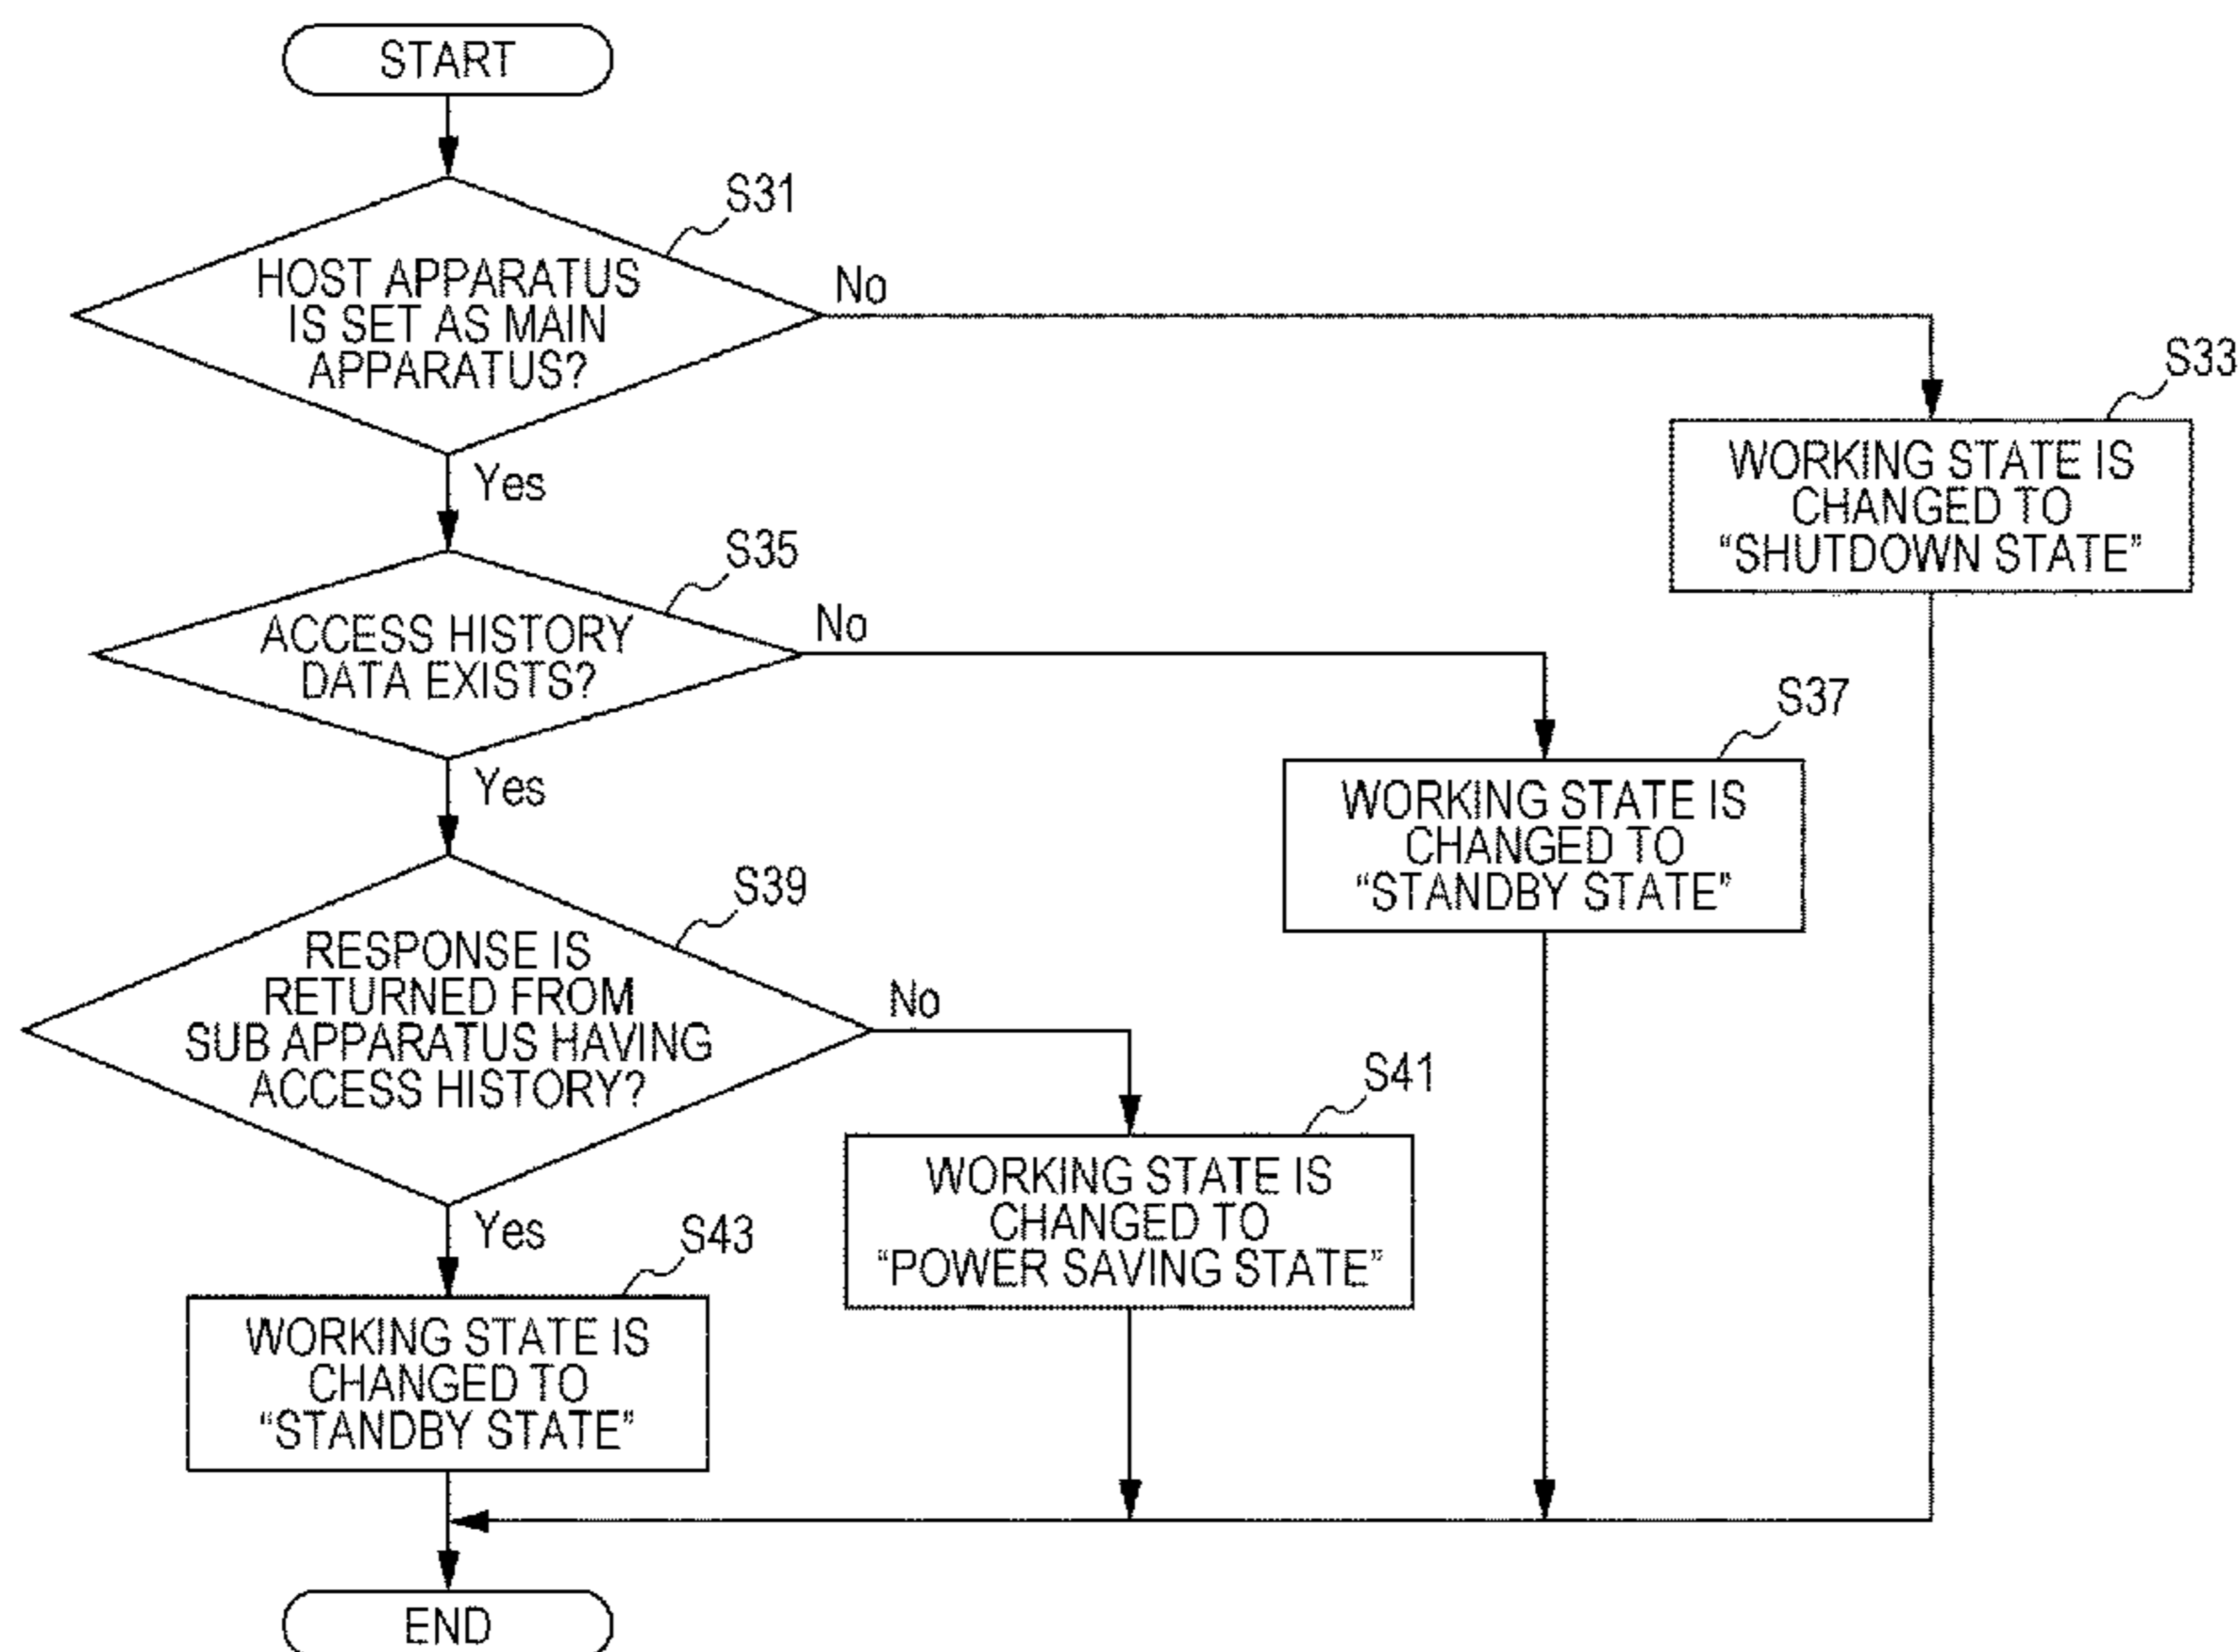 START
S31
HOST APPARATUS
IS SET AS MAIN
APPARATUS?
No
Yes
S33
WORKING STATE IS
CHANGED TO
“SHUTDOWN STATE”
S35
ACCESS HISTORY
DATA EXISTS?
No
Yes
S37
WORKING STATE IS
CHANGED TO
“STANDBY STATE”
S39
RESPONSE IS
RETURNED FROM
SUB APPARATUS HAVING
ACCESS HISTORY?
No
Yes
S41
WORKING STATE IS
CHANGED TO
“POWER SAVING STATE”
S43
WORKING STATE IS
CHANGED TO
“STANDBY STATE”
END